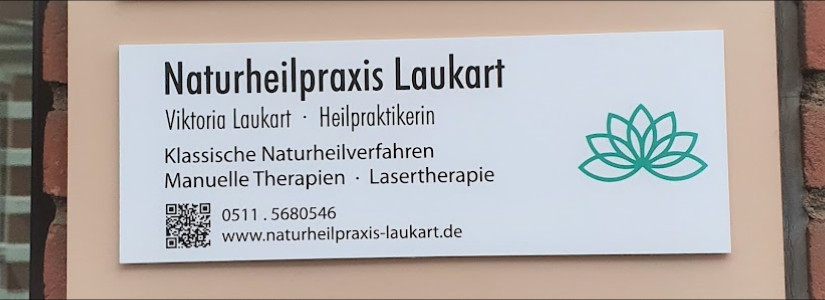 Naturheilpraxis Laukart
Viktoria Laukart · Heilpraktikerin
Klassische Naturheilverfahren
Manuelle Therapien · Lasertherapie
0511 . 5680546
www.naturheilpraxis-laukart.de